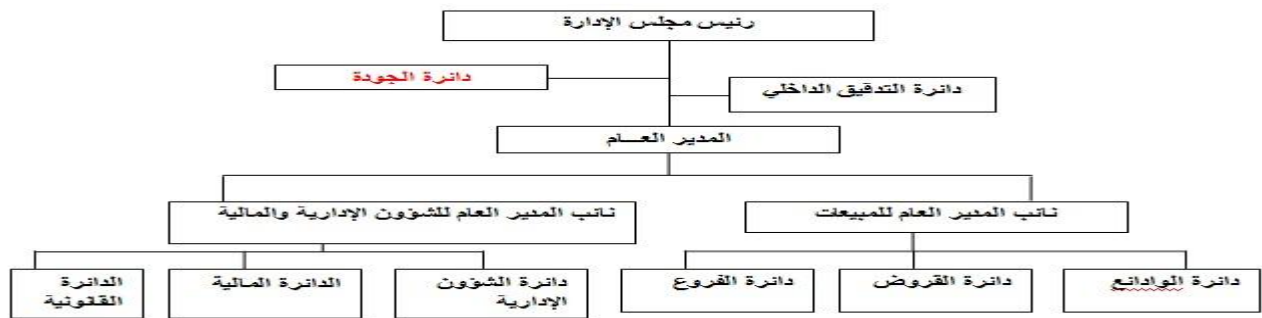 رئيس مجلس الإدارة
دائرة الجودة
دائرة التدقيق الداخلي
المدير العـــام
نائب المدير العام للمبيعات
نائب المدير العام للشؤون الإدارية والمالية
دائرة الوادائع
دائرة القروض
دائرة الفروع
دائرة الشؤون
الإدارية
الدائرة المالية
الدائرة
القانونية